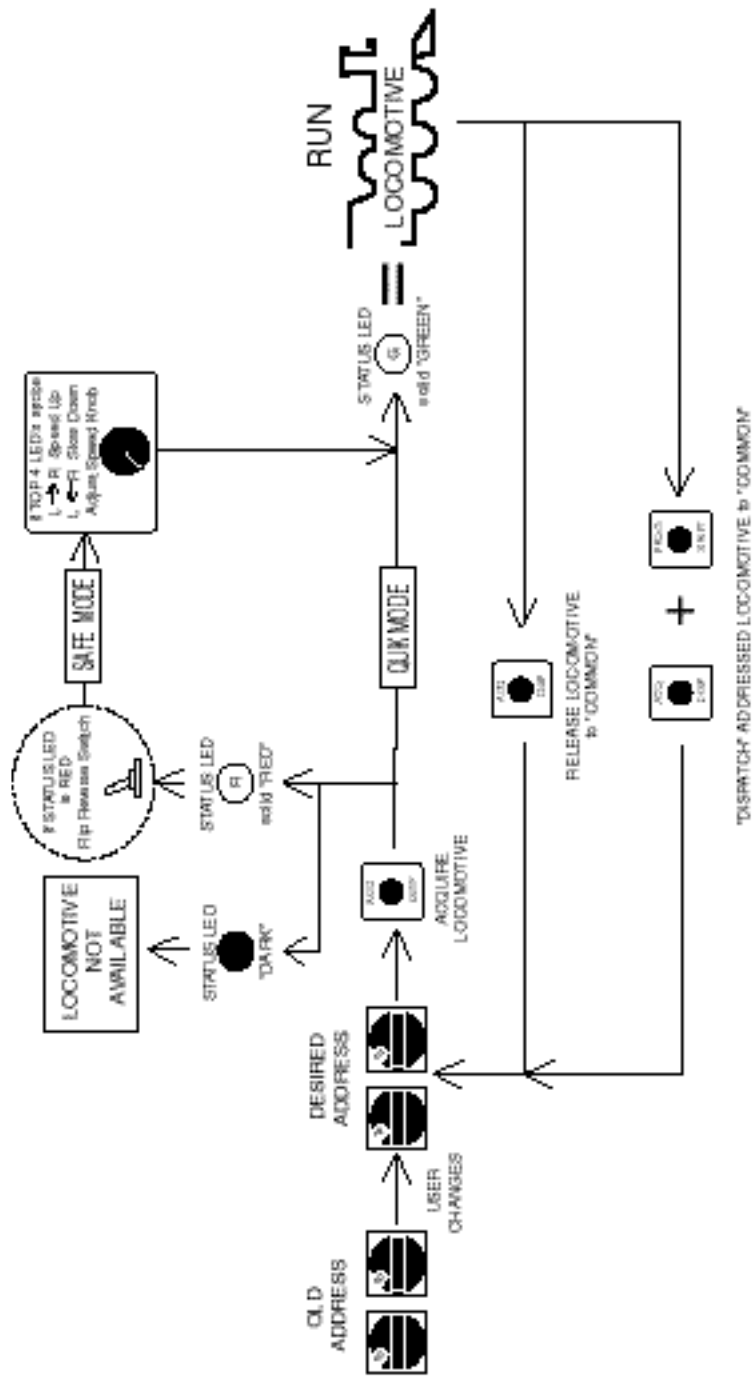 OLD
ADDRESS
USER
CHANGES
DESIRED
ADDRESS
ACQUIRE
LOCOMOTIVE
LOCOMOTIVE
NOT
AVAILABLE
STATUS LED
"DARK"
STATUS LED
R
solid "RED"
If STATUS LED
is RED
Flip Reverse Switch
SAFE MODE
If TOP 4 LED's
L R Speed Up
L R Slow Down
Adjust Speed Knob
QUIK MODE
STATUS LED
G
solid "GREEN"
RUN
LOCOMOTIVE
RELEASE LOCOMOTIVE
to "COMMON"
+
"DISPATCH" ADDRESSED LOCOMOTIVE to "COMMON"